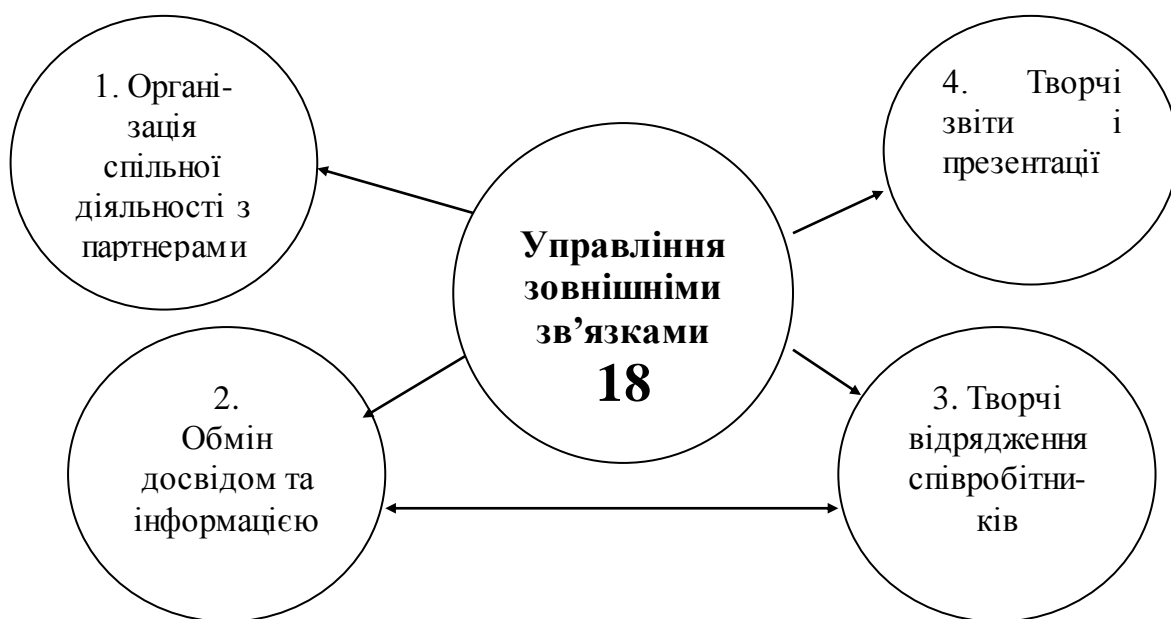 1. Органі-
зація
спільної
діяльності з
партнерами
4. Творчі
звіти і
презентації
Управління
зовнішніми
зв’язками
18
2.
Обмін
досвідом та
інформацією
3. Творчі
відрядження
співробітни-
ків